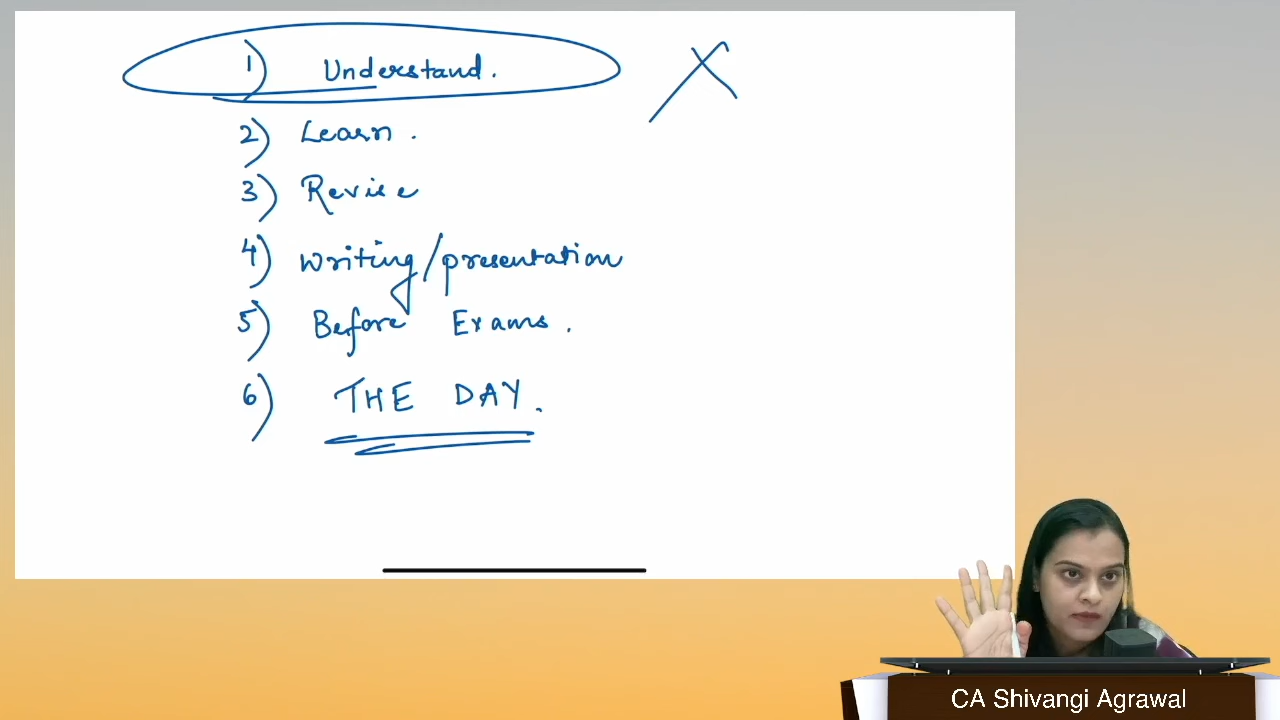 1) Understand.
2) Learn.
3) Revise
4) Writing/presentation
5) Before Exams.
6) THE DAY.
CA Shivangi Agrawal